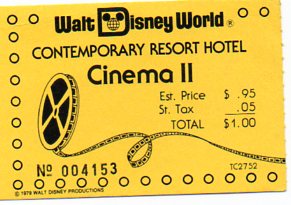 Walt Disney World ®
CONTEMPORARY RESORT HOTEL
Cinema II
Est. Price $ .95
St. Tax .05
TOTAL $1.00
Nº 004153
TC2752
© 1979 WALT DISNEY PRODUCTIONS